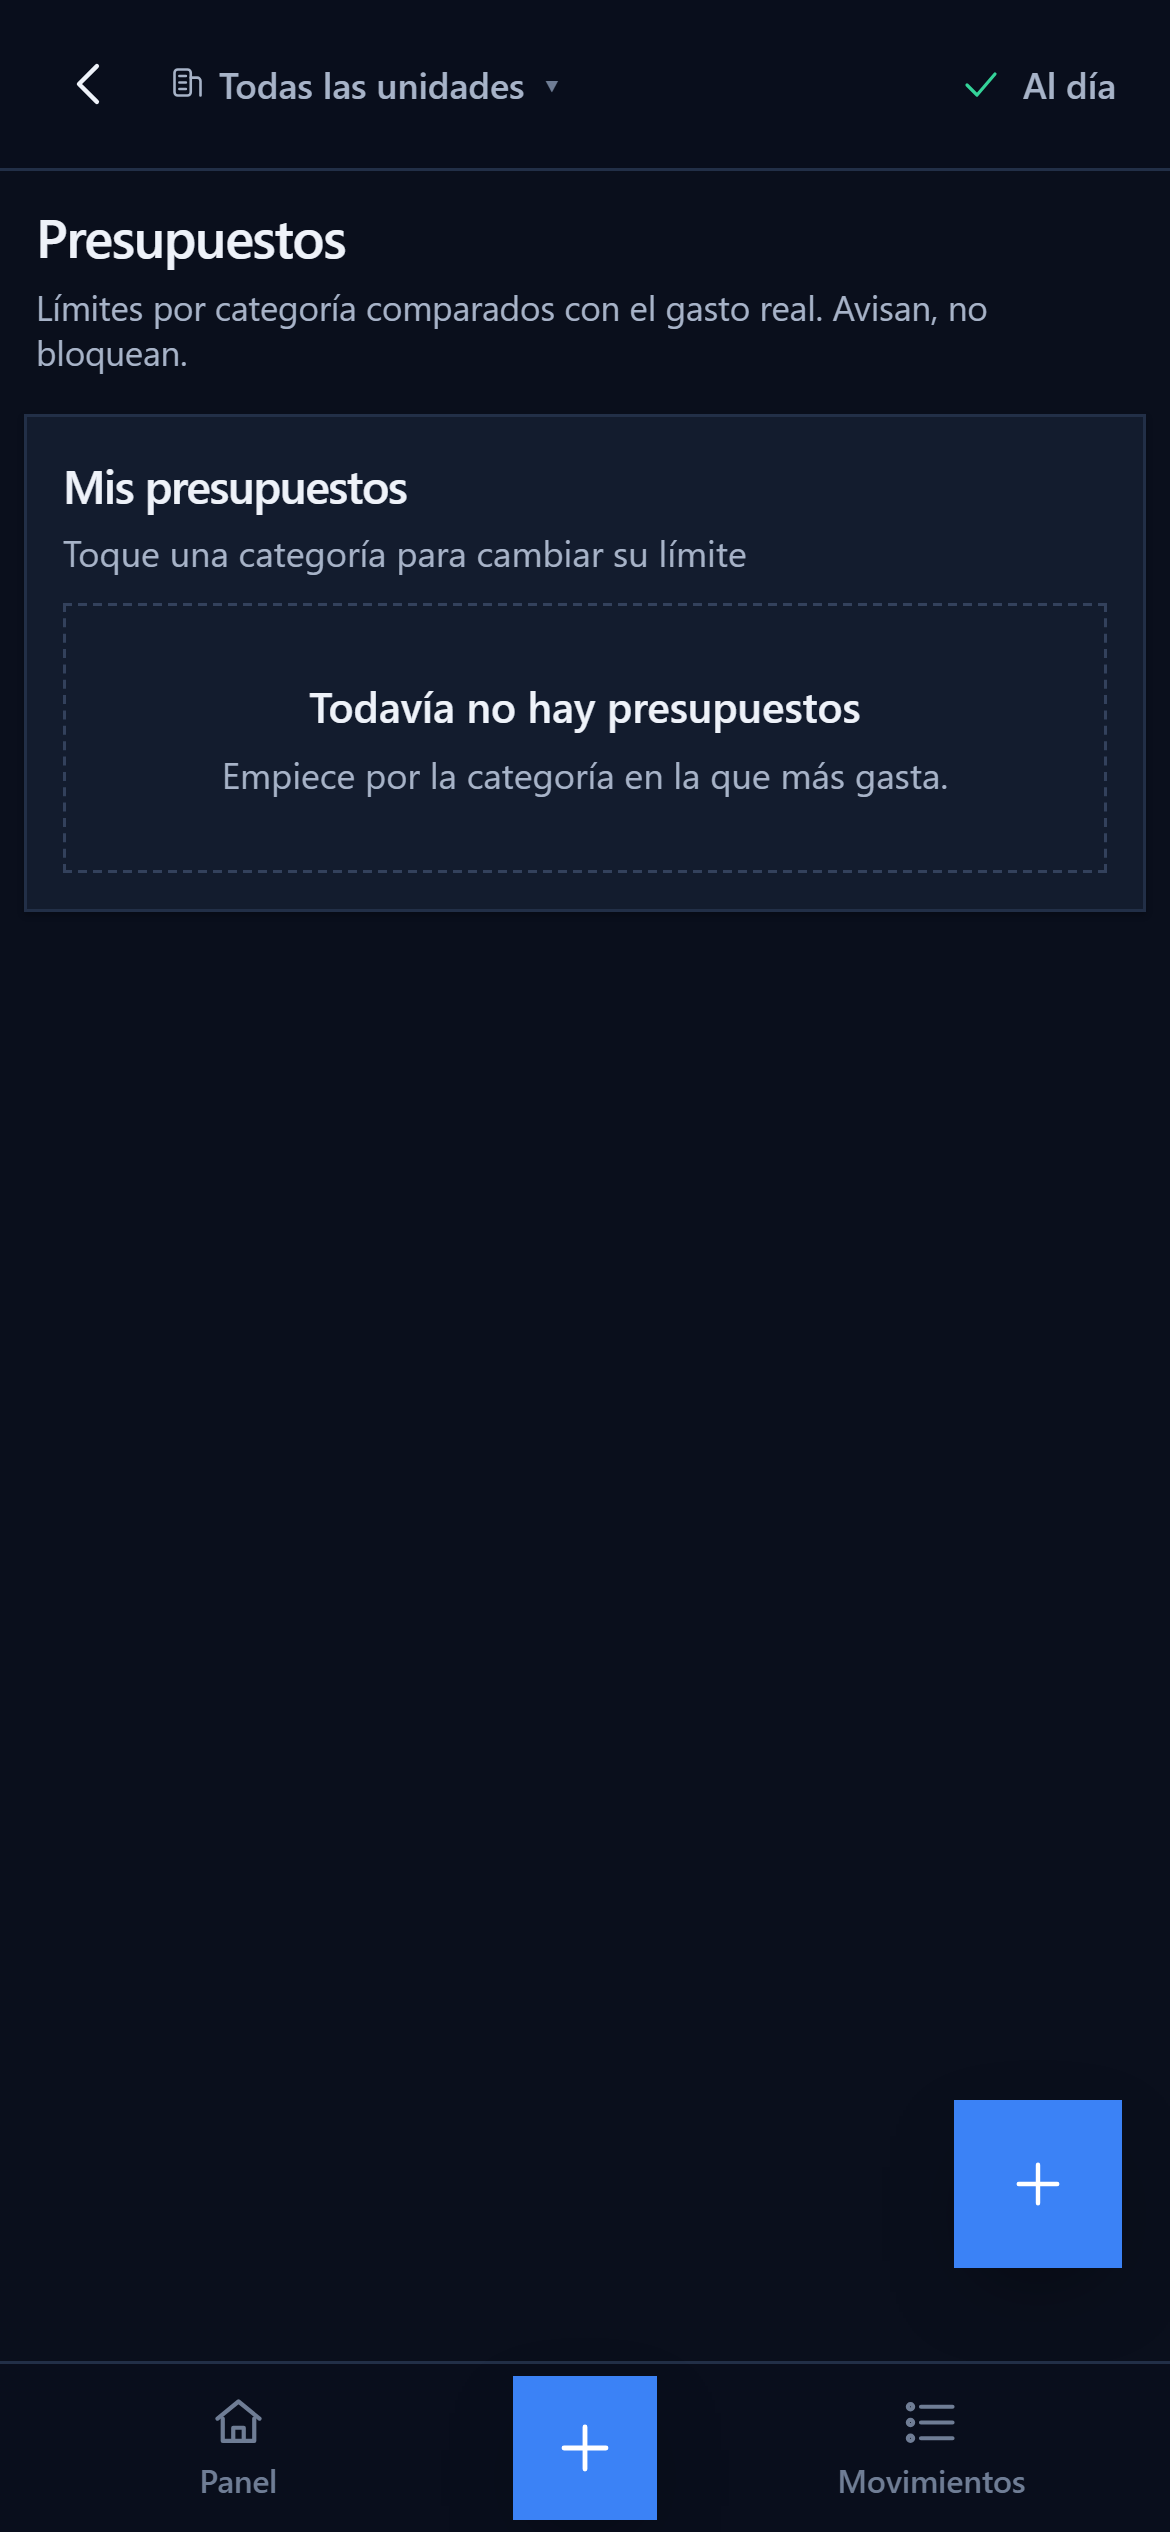 Todas las unidades ▼
Al día
Presupuestos
Límites por categoría comparados con el gasto real. Avisan, no
bloquean.
Mis presupuestos
Toque una categoría para cambiar su límite
Todavía no hay presupuestos
Empiece por la categoría en la que más gasta.
Panel
Movimientos